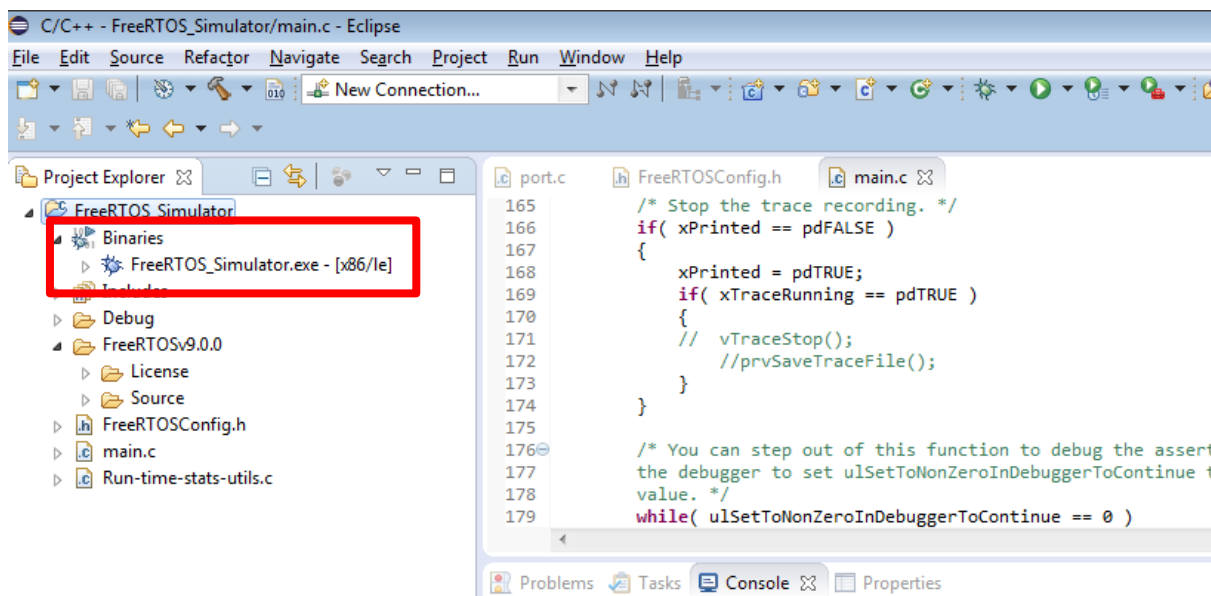 C/C++ - FreeRTOS_Simulator/main.c - Eclipse
File Edit Source Refactor Navigate Search Project Run Window Help
010 New Connection...
Project Explorer
FreeRTOS_Simulator
Binaries
FreeRTOS_Simulator.exe - [x86/le]
Includes
Debug
FreeRTOSv9.0.0
License
Source
FreeRTOSConfig.h
main.c
Run-time-stats-utils.c
port.c FreeRTOSConfig.h main.c
165 /* Stop the trace recording. */
166 if( xPrinted == pdFALSE )
167 {
168 xPrinted = pdTRUE;
169 if( xTraceRunning == pdTRUE )
170 {
171 // vTraceStop();
172 //prvSaveTraceFile();
173 }
174 }
175
176 /* You can step out of this function to debug the assert
177 the debugger to set ulSetToNonZeroInDebuggerToContinue t
178 value. */
179 while( ulSetToNonZeroInDebuggerToContinue == 0 )
Problems Tasks Console Properties